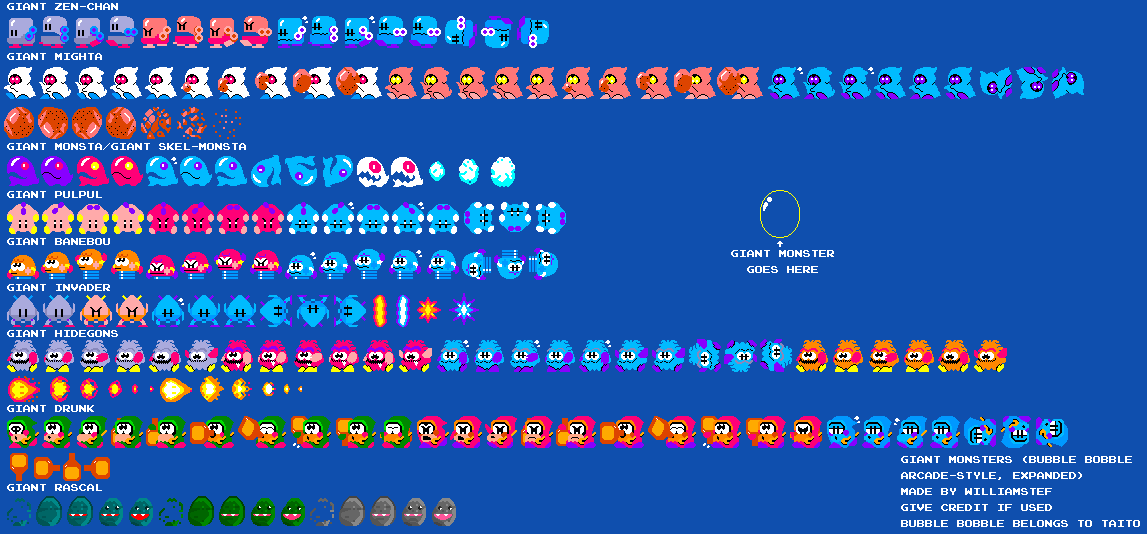 GIANT ZEN-CHAN
GIANT MIGHTA
GIANT MONSTA/GIANT SKEL-MONSTA
GIANT PULPUL
GIANT MONSTER
GOES HERE
GIANT BANEBOU
GIANT INVADER
GIANT HIDEGONS
GIANT DRUNK
GIANT RASCAL
GIANT MONSTERS (BUBBLE BOBBLE
ARCADE-STYLE, EXPANDED)
MADE BY WILLIAMSTEF
GIVE CREDIT IF USED
BUBBLE BOBBLE BELONGS TO TAITO